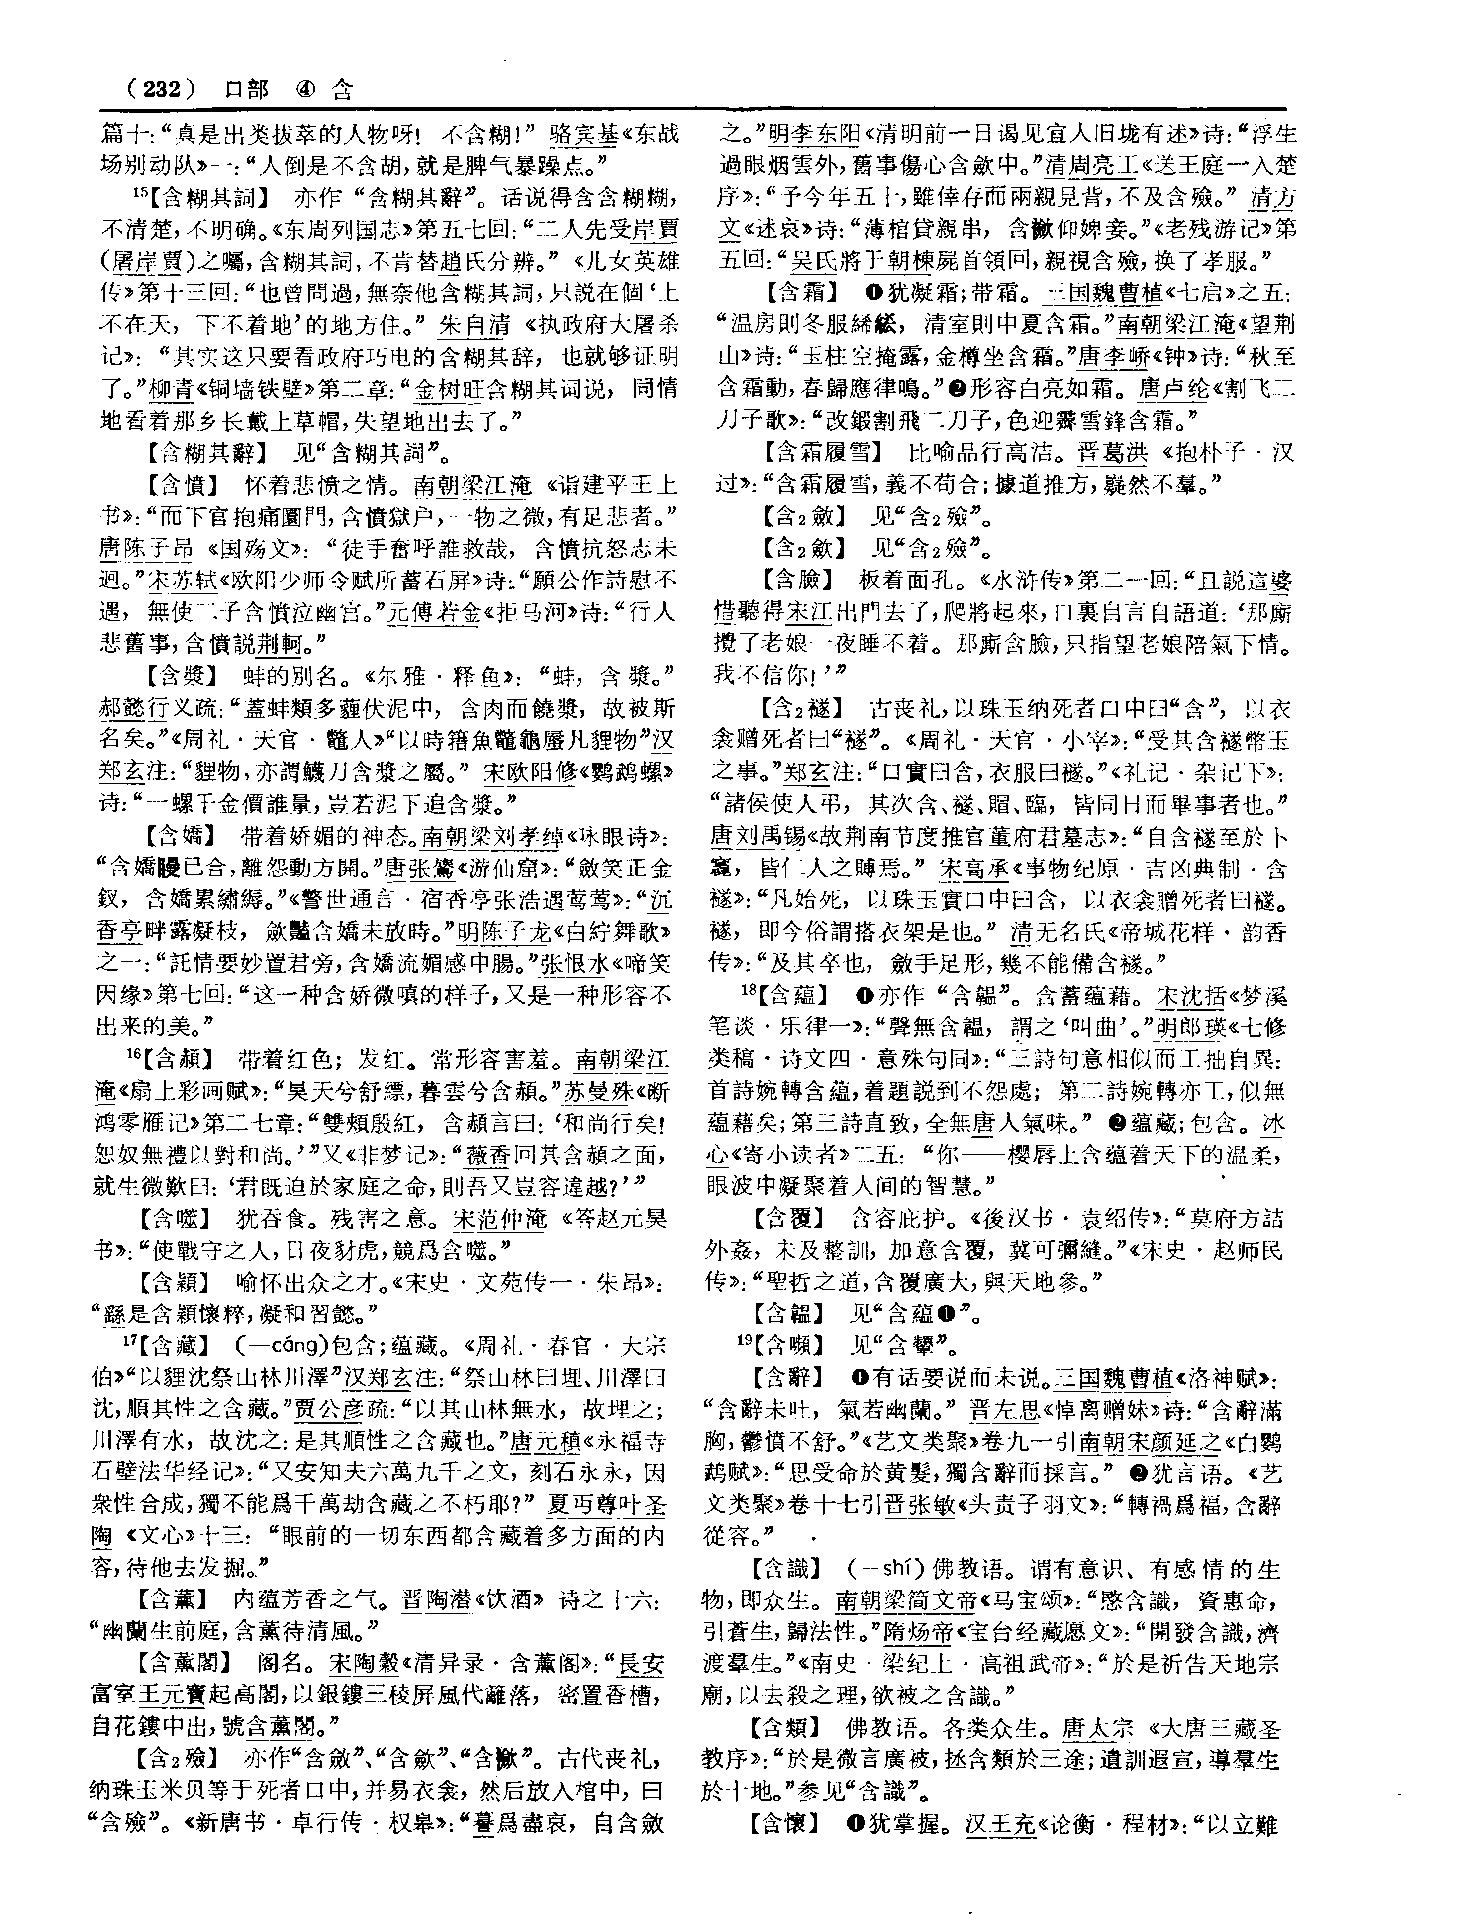 （232） 口部 ④ 含
篇十：“真是出类拔萃的人物呀！ 不含糊！” 骆宾基《东战
场别动队》一：“人倒是不含胡，就是脾气暴躁点。”
15【含糊其詞】 亦作“含糊其辭”。话说得含含糊糊，
不清楚，不明确。《东周列国志》第五七回：“二人先受岸賈
（屠岸賈）之囑，含糊其詞，不肯替趙氏分辨。” 《儿女英雄
传》第十三回：“也曾問過，無奈他含糊其詞，只説在個‘上
不在天， 下不着地’的地方住。” 朱自清 《执政府大屠杀
记》：“其实这只要看政府巧电的含糊其辞，也就够证明
了。”柳青《铜墙铁壁》第二章：“金树旺含糊其词说，同情
地看着那乡长戴上草帽，失望地出去了。”
【含糊其辭】 见“含糊其詞”。
【含憤】 怀着悲愤之情。南朝梁江淹 《诣建平王上
书》：“而下官抱痛圜門，含憤獄户，一物之微，有足悲者。”
唐陈子昂 《国殇文》：“徒手奮呼誰救哉，含憤抗怒志未
迴。”宋苏轼《欧阳少师令赋所蓄石屏》诗：“願公作詩慰不
遇，無使二子含憤泣幽宫。”元傅若金《拒马河》诗：“行人
悲舊事，含憤説荆軻。”
【含漿】 蚌的别名。《尔雅·释鱼》：“蚌，含漿。”
郝懿行义疏：“蓋蚌類多薶伏泥中，含肉而饒漿，故被斯
名矣。”《周礼·天官·鼈人》“以時籍魚鼈龜蜃凡貍物”汉
郑玄注：“貍物，亦謂鱴刀含漿之屬。” 宋欧阳修《鹦鹉螺》
诗：“一螺千金價誰量，豈若泥下追含漿。”
【含嬌】 带着娇媚的神态。南朝梁刘孝绰《咏眼诗》：
“含嬌曼已合，離怨動方開。”唐张鷟《游仙窟》：“斂笑正金
釵，含嬌累繡縟。”《警世通言·宿香亭张浩遇莺莺》：“沉
香亭畔露凝枝，斂豔含嬌未放時。”明陈子龙《白紵舞歌》
之一：“託情要妙置君旁，含嬌流媚感中腸。”张恨水《啼笑
因缘》第七回：“这一种含娇微嗔的样子，又是一种形容不
出来的美。”
16【含頳】 带着红色；发红。常形容害羞。南朝梁江
淹《扇上彩画赋》：“昊天兮舒縹，暮雲兮含頳。”苏曼殊《断
鸿零雁记》第二七章：“雙頰殷紅，含頳言曰：‘和尚行矣！
恕奴無禮以對和尚。’”又《非梦记》：“薇香回其含頳之面，
就生微歎曰：‘君既迫於家庭之命，則吾又豈容違越？’”
【含噬】 犹吞食。残害之意。宋范仲淹 《答赵元昊
书》：“使戰守之人，日夜豺虎，競爲含噬。”
【含穎】 喻怀出众之才。《宋史·文苑传一·朱昂》：
“繇是含穎懷粹，凝和習懿。”
17【含藏】 （—cáng）包含；蕴藏。《周礼·春官·大宗
伯》“以貍沈祭山林川澤”汉郑玄注：“祭山林曰埋、川澤曰
沈，順其性之含藏。”贾公彦疏：“以其山林無水，故埋之；
川澤有水，故沈之：是其順性之含藏也。”唐元稹《永福寺
石壁法华经记》：“又安知夫六萬九千之文，刻石永永，因
衆性合成，獨不能爲千萬劫含藏之不朽耶？” 夏丏尊叶圣
陶 《文心》十三：“眼前的一切东西都含藏着多方面的内
容，待他去发掘。”
【含薰】 内蕴芳香之气。晋陶潜《饮酒》 诗之十六：
“幽蘭生前庭，含薰待清風。”
【含薰閣】 阁名。宋陶穀《清异录·含薰阁》：“長安
富室王元寶起高閣，以銀鏤三稜屏風代籬落，密置香槽，
自花鏤中出，號含薰閣。”
【含2殮】 亦作“含斂”、“含歛”、“含𣫍”。古代丧礼，
纳珠玉米贝等于死者口中，并易衣衾，然后放入棺中，曰
“含殮”。《新唐书·卓行传·权皋》：“蓍爲盡哀，自含斂
之。”明李东阳《清明前一日谒见宜人旧垅有述》诗：“浮生
過眼烟雲外，舊事傷心含歛中。”清周亮工《送王庭一入楚
序》：“予今年五十，雖倖存而兩親見背，不及含殮。” 清方
文《述哀》诗：“薄棺貸親串，含𣫍仰婢妾。”《老残游记》第
五回：“吴氏將于朝棟屍首領回，親視含殮，换了孝服。”
【含霜】 ❶犹凝霜；带霜。三国魏曹植《七启》之五：
“温房則冬服絺綌，清室則中夏含霜。”南朝梁江淹《望荆
山》诗：“玉柱空掩露，金樽坐含霜。”唐李峤《钟》诗：“秋至
含霜動，春歸應律鳴。”❷形容白亮如霜。唐卢纶《割飞二
刀子歌》：“改鍛割飛二刀子，色迎霽雪鋒含霜。”
【含霜履雪】 比喻品行高洁。晋葛洪 《抱朴子·汉
过》：“含霜履雪，義不苟合；據道推方，嶷然不羣。”
【含2斂】 见“含2殮”。
【含2歛】 见“含2殮”。
【含臉】 板着面孔。《水浒传》第二一回：“且説這婆
惜聽得宋江出門去了，爬將起來，口裏自言自語道：‘那廝
攪了老娘一夜睡不着。那廝含臉，只指望老娘陪氣下情。
我不信你！’”
【含2襚】 古丧礼，以珠玉纳死者口中曰“含”，以衣
衾赠死者曰“襚”。《周礼·天官·小宰》：“受其含襚幣玉
之事。”郑玄注：“口實曰含，衣服曰襚。”《礼记·杂记下》：
“諸侯使人弔，其次含、襚、賵、臨，皆同日而畢事者也。”
唐刘禹锡《故荆南节度推官董府君墓志》：“自含襚至於卜
竁，皆仁人之賻焉。” 宋高承《事物纪原·吉凶典制·含
襚》：“凡始死，以珠玉實口中曰含，以衣衾贈死者曰襚。
襚，即今俗謂搭衣架是也。” 清无名氏《帝城花样·韵香
传》：“及其卒也，斂手足形，幾不能備含襚。”
18【含蕴】 ❶亦作“含韞”。含蓄蕴藉。宋沈括《梦溪
笔谈·乐律一》：“聲無含韞，謂之‘叫曲’。”明郎瑛《七修
类稿·诗文四·意殊句同》：“三詩句意相似而工拙自異：
首詩婉轉含蕴，着題説到不怨處；第二詩婉轉亦工，似無
蕴藉矣；第三詩直致，全無唐人氣味。” ❷蕴藏；包含。冰
心《寄小读者》二五：“你——樱唇上含蕴着天下的温柔，
眼波中凝聚着人间的智慧。”
【含覆】 含容庇护。《後汉书·袁绍传》：“莫府方詰
外姦，未及整訓，加意含覆，冀可彌縫。”《宋史·赵师民
传》：“聖哲之道，含覆廣大，與天地參。”
【含韞】 见“含蕴❶”。
19【含嚬】 见“含顰”。
【含辭】 ❶有话要说而未说。三国魏曹植《洛神赋》：
“含辭未吐，氣若幽蘭。” 晋左思《悼离赠妹》诗：“含辭滿
胸，鬱憤不舒。”《艺文类聚》卷九一引南朝宋颜延之《白鹦
鹉赋》：“思受命於黄髮，獨含辭而採言。” ❷犹言语。《艺
文类聚》卷十七引晋张敏《头责子羽文》：“轉禍爲福，含辭
從容。”
【含識】 （—shí）佛教语。谓有意识、有感情的生
物，即众生。南朝梁简文帝《马宝颂》：“愍含識，資惠命，
引蒼生，歸法性。”隋炀帝《宝台经藏愿文》：“開發含識，濟
渡羣生。”《南史·梁纪上·高祖武帝》：“於是祈告天地宗
廟，以去殺之理，欲被之含識。”
【含類】 佛教语。各类众生。唐太宗 《大唐三藏圣
教序》：“於是微言廣被，拯含類於三途；遺訓遐宣，導羣生
於十地。”参见“含識”。
【含懷】 ❶犹掌握。汉王充《论衡·程材》：“以立難